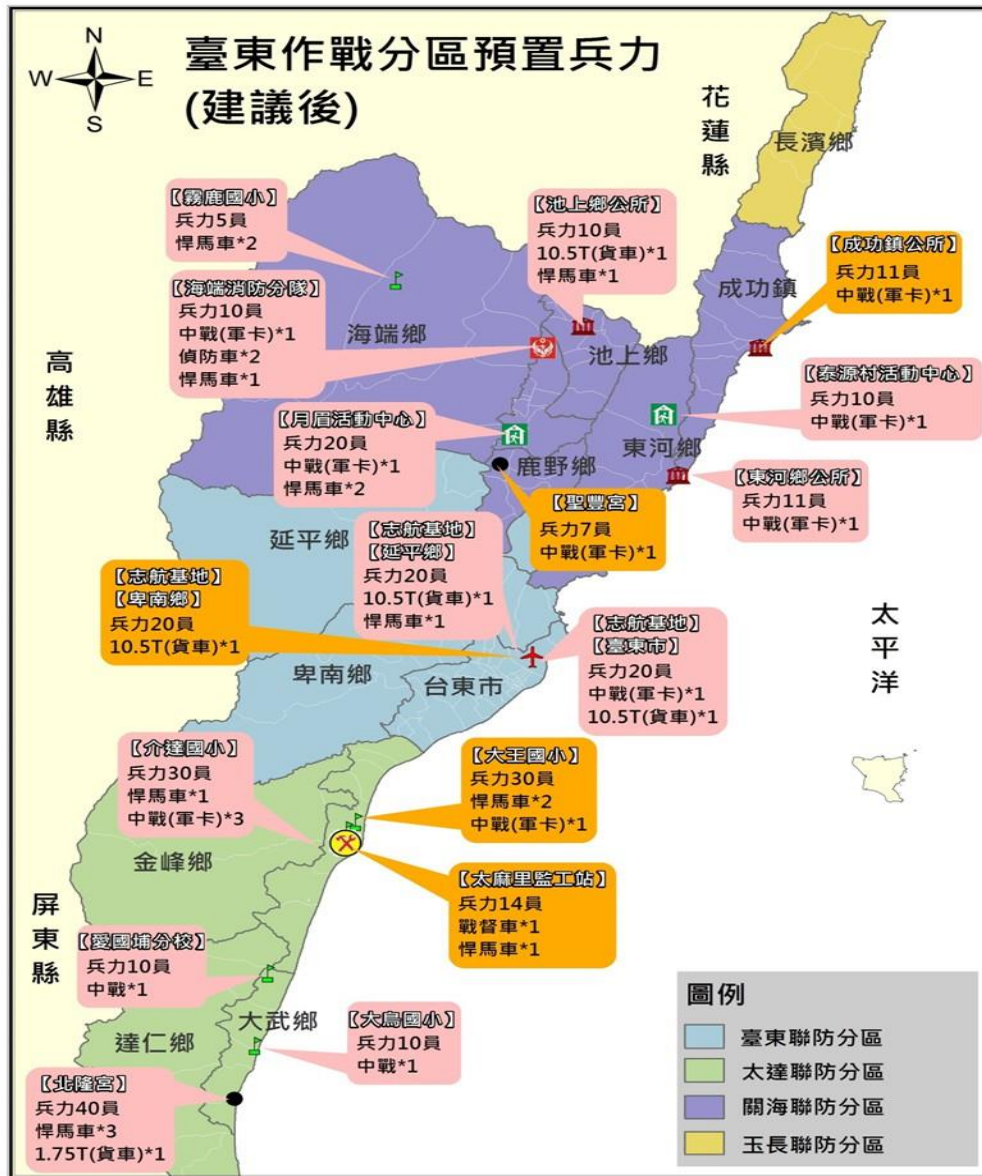 臺東作戰分區預置兵力
(建議後)
N
W
E
S
花蓮縣
長濱鄉
【霧鹿國小】
兵力5員
悍馬車*2
【池上鄉公所】
兵力10員
10.5T(貨車)*1
悍馬車*1
【成功鎮公所】
兵力11員
中戰(軍卡)*1
成功鎮
【海端消防分隊】
兵力10員
中戰(軍卡)*1
偵防車*2
悍馬車*1
海端鄉
池上鄉
高雄縣
【泰源村活動中心】
兵力10員
中戰(軍卡)*1
【月眉活動中心】
兵力20員
中戰(軍卡)*1
悍馬車*2
東河鄉
鹿野鄉
【東河鄉公所】
兵力11員
中戰(軍卡)*1
【聖豐宮】
兵力7員
中戰(軍卡)*1
延平鄉
【志航基地】
【延平鄉】
兵力20員
10.5T(貨車)*1
悍馬車*1
【志航基地】
【卑南鄉】
兵力20員
10.5T(貨車)*1
【志航基地】
【臺東市】
兵力20員
中戰(軍卡)*1
10.5T(貨車)*1
太平洋
卑南鄉
台東市
【介達國小】
兵力30員
悍馬車*1
中戰(軍卡)*3
【大王國小】
兵力30員
悍馬車*2
中戰(軍卡)*1
金峰鄉
【太麻里監工站】
兵力14員
戰督車*1
悍馬車*1
屏東縣
【愛國埔分校】
兵力10員
中戰*1
大武鄉
【大鳥國小】
兵力10員
中戰*1
達仁鄉
【北隆宮】
兵力40員
悍馬車*3
1.75T(貨車)*1
圖例
臺東聯防分區
太達聯防分區
關海聯防分區
玉長聯防分區